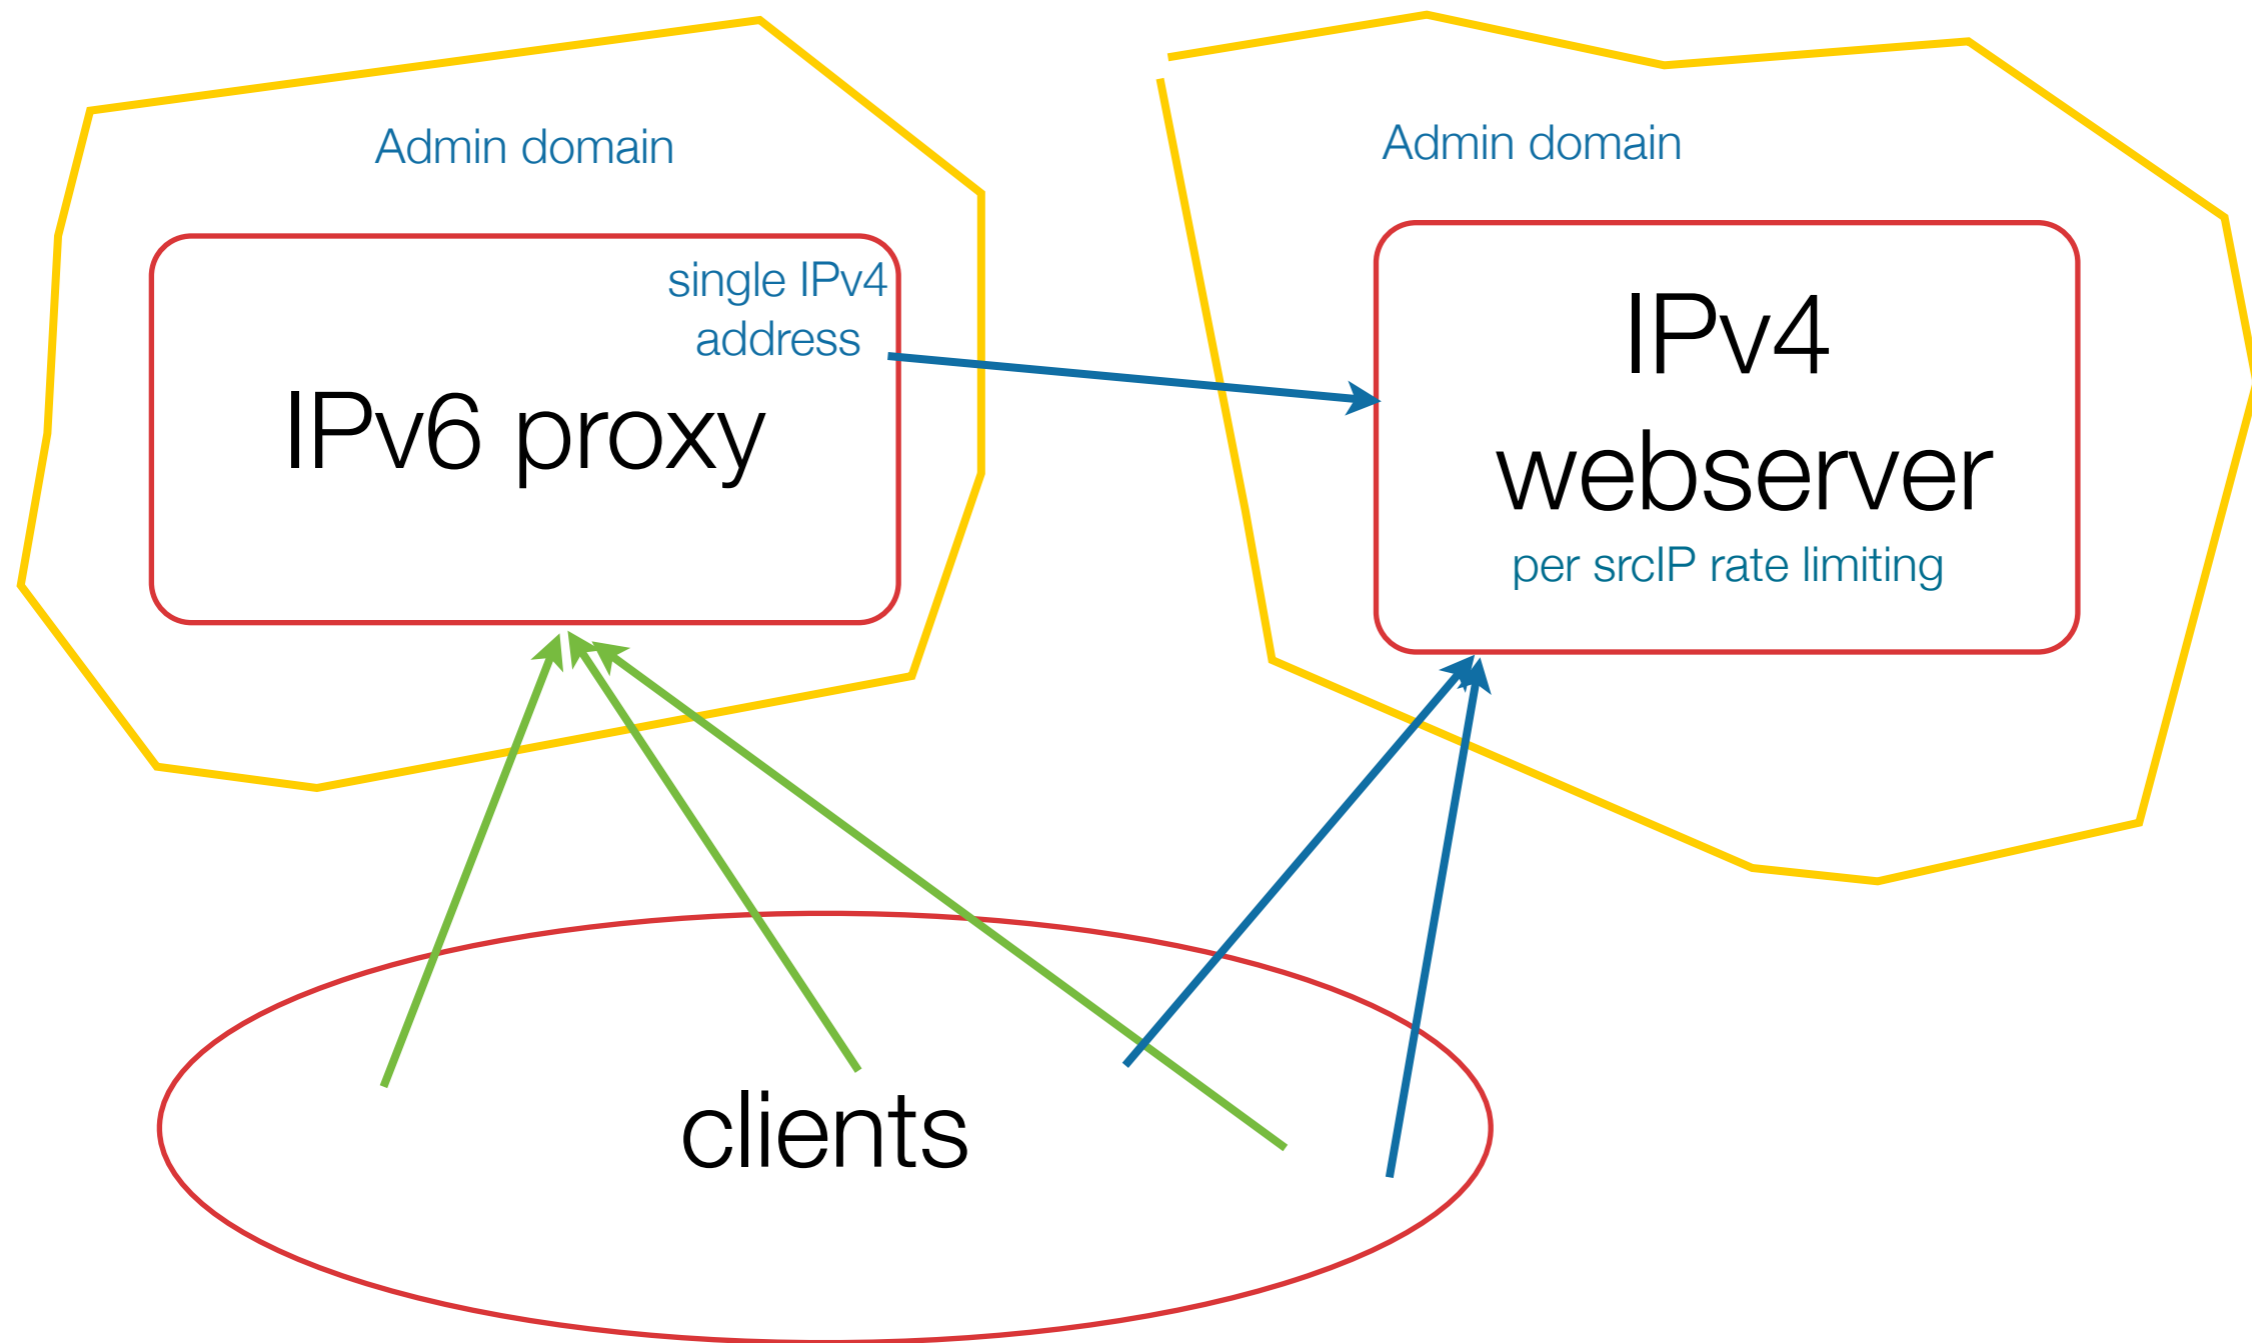 Admin domain
single IPv4
address
IPv6 proxy
Admin domain
IPv4
webserver
per srcIP rate limiting
clients